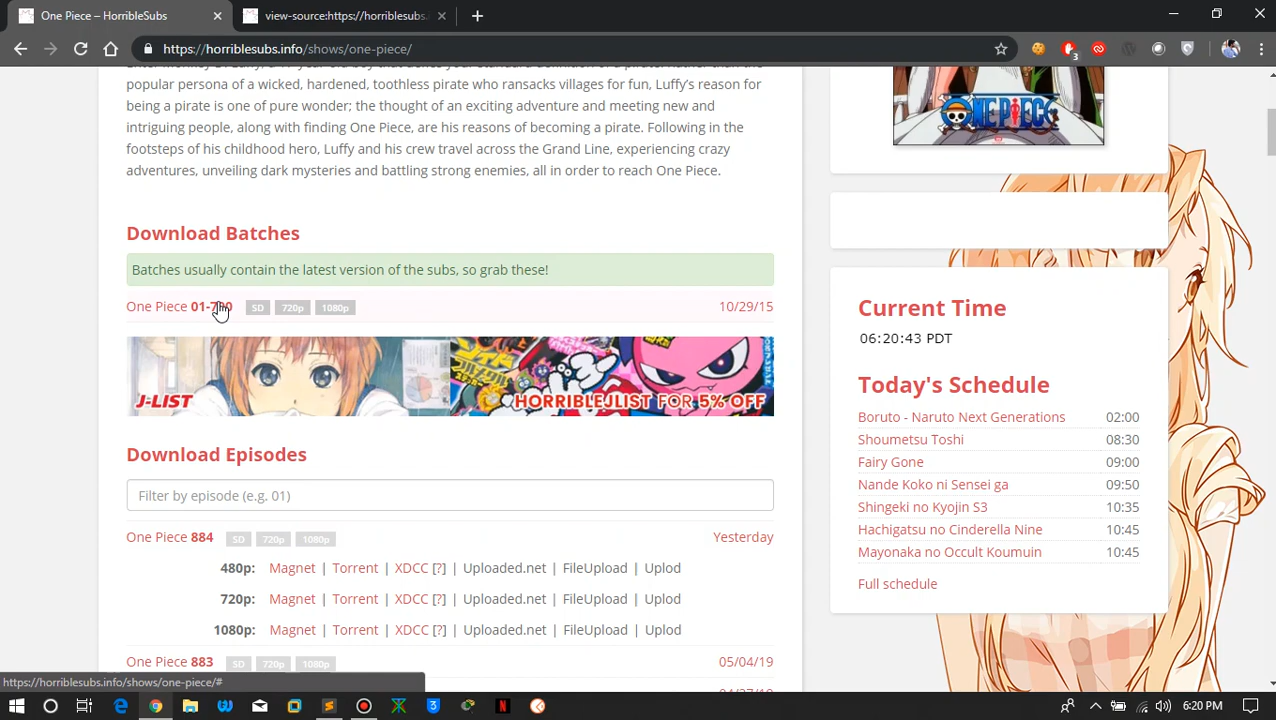 One Piece – HorribleSubs
view-source:https://horriblesubs.
https://horriblesubs.info/shows/one-piece/
3
popular persona of a wicked, hardened, toothless pirate who ransacks villages for fun, Luffy's reason for
being a pirate is one of pure wonder; the thought of an exciting adventure and meeting new and
intriguing people, along with finding One Piece, are his reasons of becoming a pirate. Following in the
footsteps of his childhood hero, Luffy and his crew travel across the Grand Line, experiencing crazy
adventures, unveiling dark mysteries and battling strong enemies, all in order to reach One Piece.
ONE PIECE
Download Batches
Batches usually contain the latest version of the subs, so grab these!
One Piece SD 720p 1080p 10/29/15
J-LIST
HORRIBLEJLIST FOR 5% OFF
Download Episodes
Filter by episode (e.g. 01)
One Piece 884 SD 720p 1080p Yesterday
480p: Magnet | Torrent | XDCC [?] | Uploaded.net | FileUpload | Uplod
720p: Magnet | Torrent | XDCC [?] | Uploaded.net | FileUpload | Uplod
1080p: Magnet | Torrent | XDCC [?] | Uploaded.net | FileUpload | Uplod
One Piece 883 SD 720p 1080p 05/04/19
Current Time
06:20:43 PDT
Today's Schedule
Boruto - Naruto Next Generations 02:00
Shoumetsu Toshi 08:30
Fairy Gone 09:00
Nande Koko ni Sensei ga 09:50
Shingeki no Kyojin S3 10:35
Hachigatsu no Cinderella Nine 10:45
Mayonaka no Occult Koumuin 10:45
Full schedule
https://horriblesubs.info/shows/one-piece/#
6:20 PM